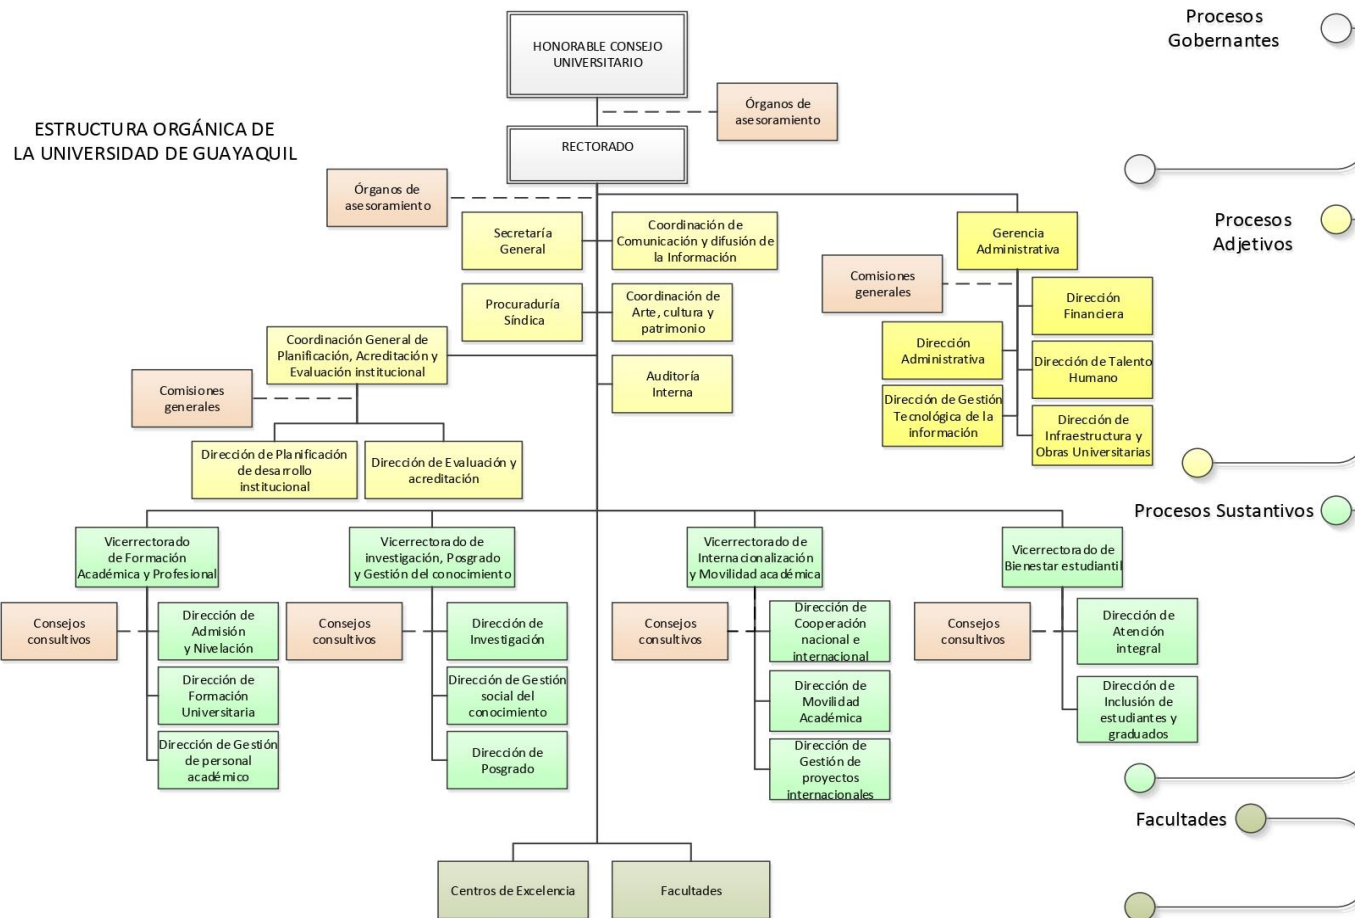 HONORABLE CONSEJO
UNIVERSITARIO
Procesos
Gobernantes
Órganos de
asesoramiento
ESTRUCTURA ORGÁNICA DE
LA UNIVERSIDAD DE GUAYAQUIL
RECTORADO
Órganos de
asesoramiento
Secretaría
General
Coordinación de
Comunicación y difusión de
la Información
Gerencia
Administrativa
Procesos
Adjetivos
Comisiones
generales
Procuraduría
Síndica
Coordinación de
Arte, cultura y
patrimonio
Dirección
Financiera
Coordinación General de
Planificación, Acreditación y
Evaluación institucional
Dirección
Administrativa
Dirección de Talento
Humano
Comisiones
generales
Auditoría
Interna
Dirección de Gestión
Tecnológica de la
información
Dirección de
Infraestructura y
Obras Universitarias
Dirección de Planificación
de desarrollo
institucional
Dirección de Evaluación y
acreditación
Procesos Sustantivos
Vicerrectorado
de Formación
Académica y Profesional
Vicerrectorado de
investigación, Posgrado
y Gestión del conocimiento
Vicerrectorado de
Internacionalización
y Movilidad académica
Vicerrectorado de
Bienestar estudiantil
Consejos
consultivos
Dirección de
Admisión
y Nivelación
Consejos
consultivos
Dirección de
Investigación
Consejos
consultivos
Dirección de
Cooperación
nacional e
internacional
Consejos
consultivos
Dirección de
Atención
integral
Dirección de
Formación
Universitaria
Dirección de Gestión
social del
conocimiento
Dirección de
Movilidad
Académica
Dirección de
Inclusión de
estudiantes y
graduados
Dirección de Gestión
de personal
académico
Dirección de
Posgrado
Dirección de
Gestión de
proyectos
internacionales
Facultades
Centros de Excelencia
Facultades